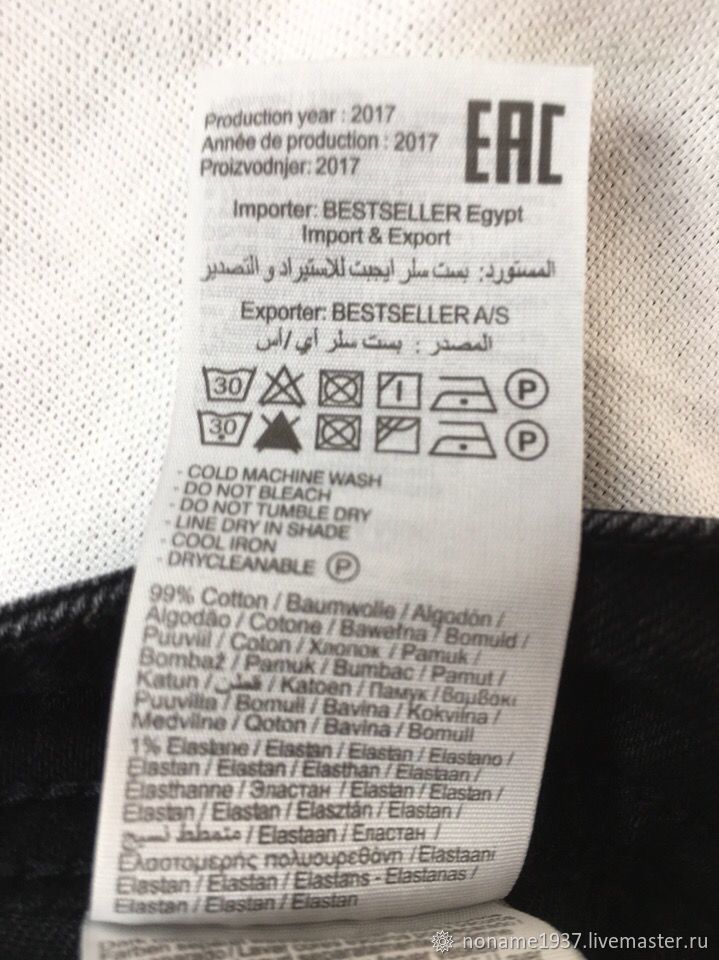 Production year : 2017
Année de production : 2017
Proizvodnjer: 2017
EAC
Importer: BESTSELLER Egypt
Import & Export
المستورد: بست سلر ايجبت للاستيراد و التصدير
Exporter: BESTSELLER A/S
المصدر : بست سلر أي/أس
30 P
30 P
- COLD MACHINE WASH
- DO NOT BLEACH
- DO NOT TUMBLE DRY
- LINE DRY IN SHADE
- COOL IRON
- DRYCLEANABLE P
99% Cotton / Baumwolle / Algodón /
Algodão / Cotone / Bawełna / Bomuld /
Puuvill / Coton / Хлопок / Pamuk /
Bombaž / Pamuk / Bumbac / Pamut /
Katun / قطن / Katoen / Памук / Βαμβάκι
Puuvilla / Bomull / Bavlna / Kokvilna /
Medvilnė / Qoton / Bavlna / Bomull
1% Elastane / Elastan / Elastan / Elastano /
Elastan / Elastan / Elasthan / Elastaan /
Elasthanne / Эластан / Elastan / Elastan /
Elastan / Elastan / Elasztán / Elastan /
متمطط نسيج / Elastaan / Еластан /
Ελαστομερής πολυουρεθάνη / Elastaani
Elastan / Elastan / Elastāns - Elastanas /
Elastan / Elastan / Elastan
noname1937.livemaster.ru